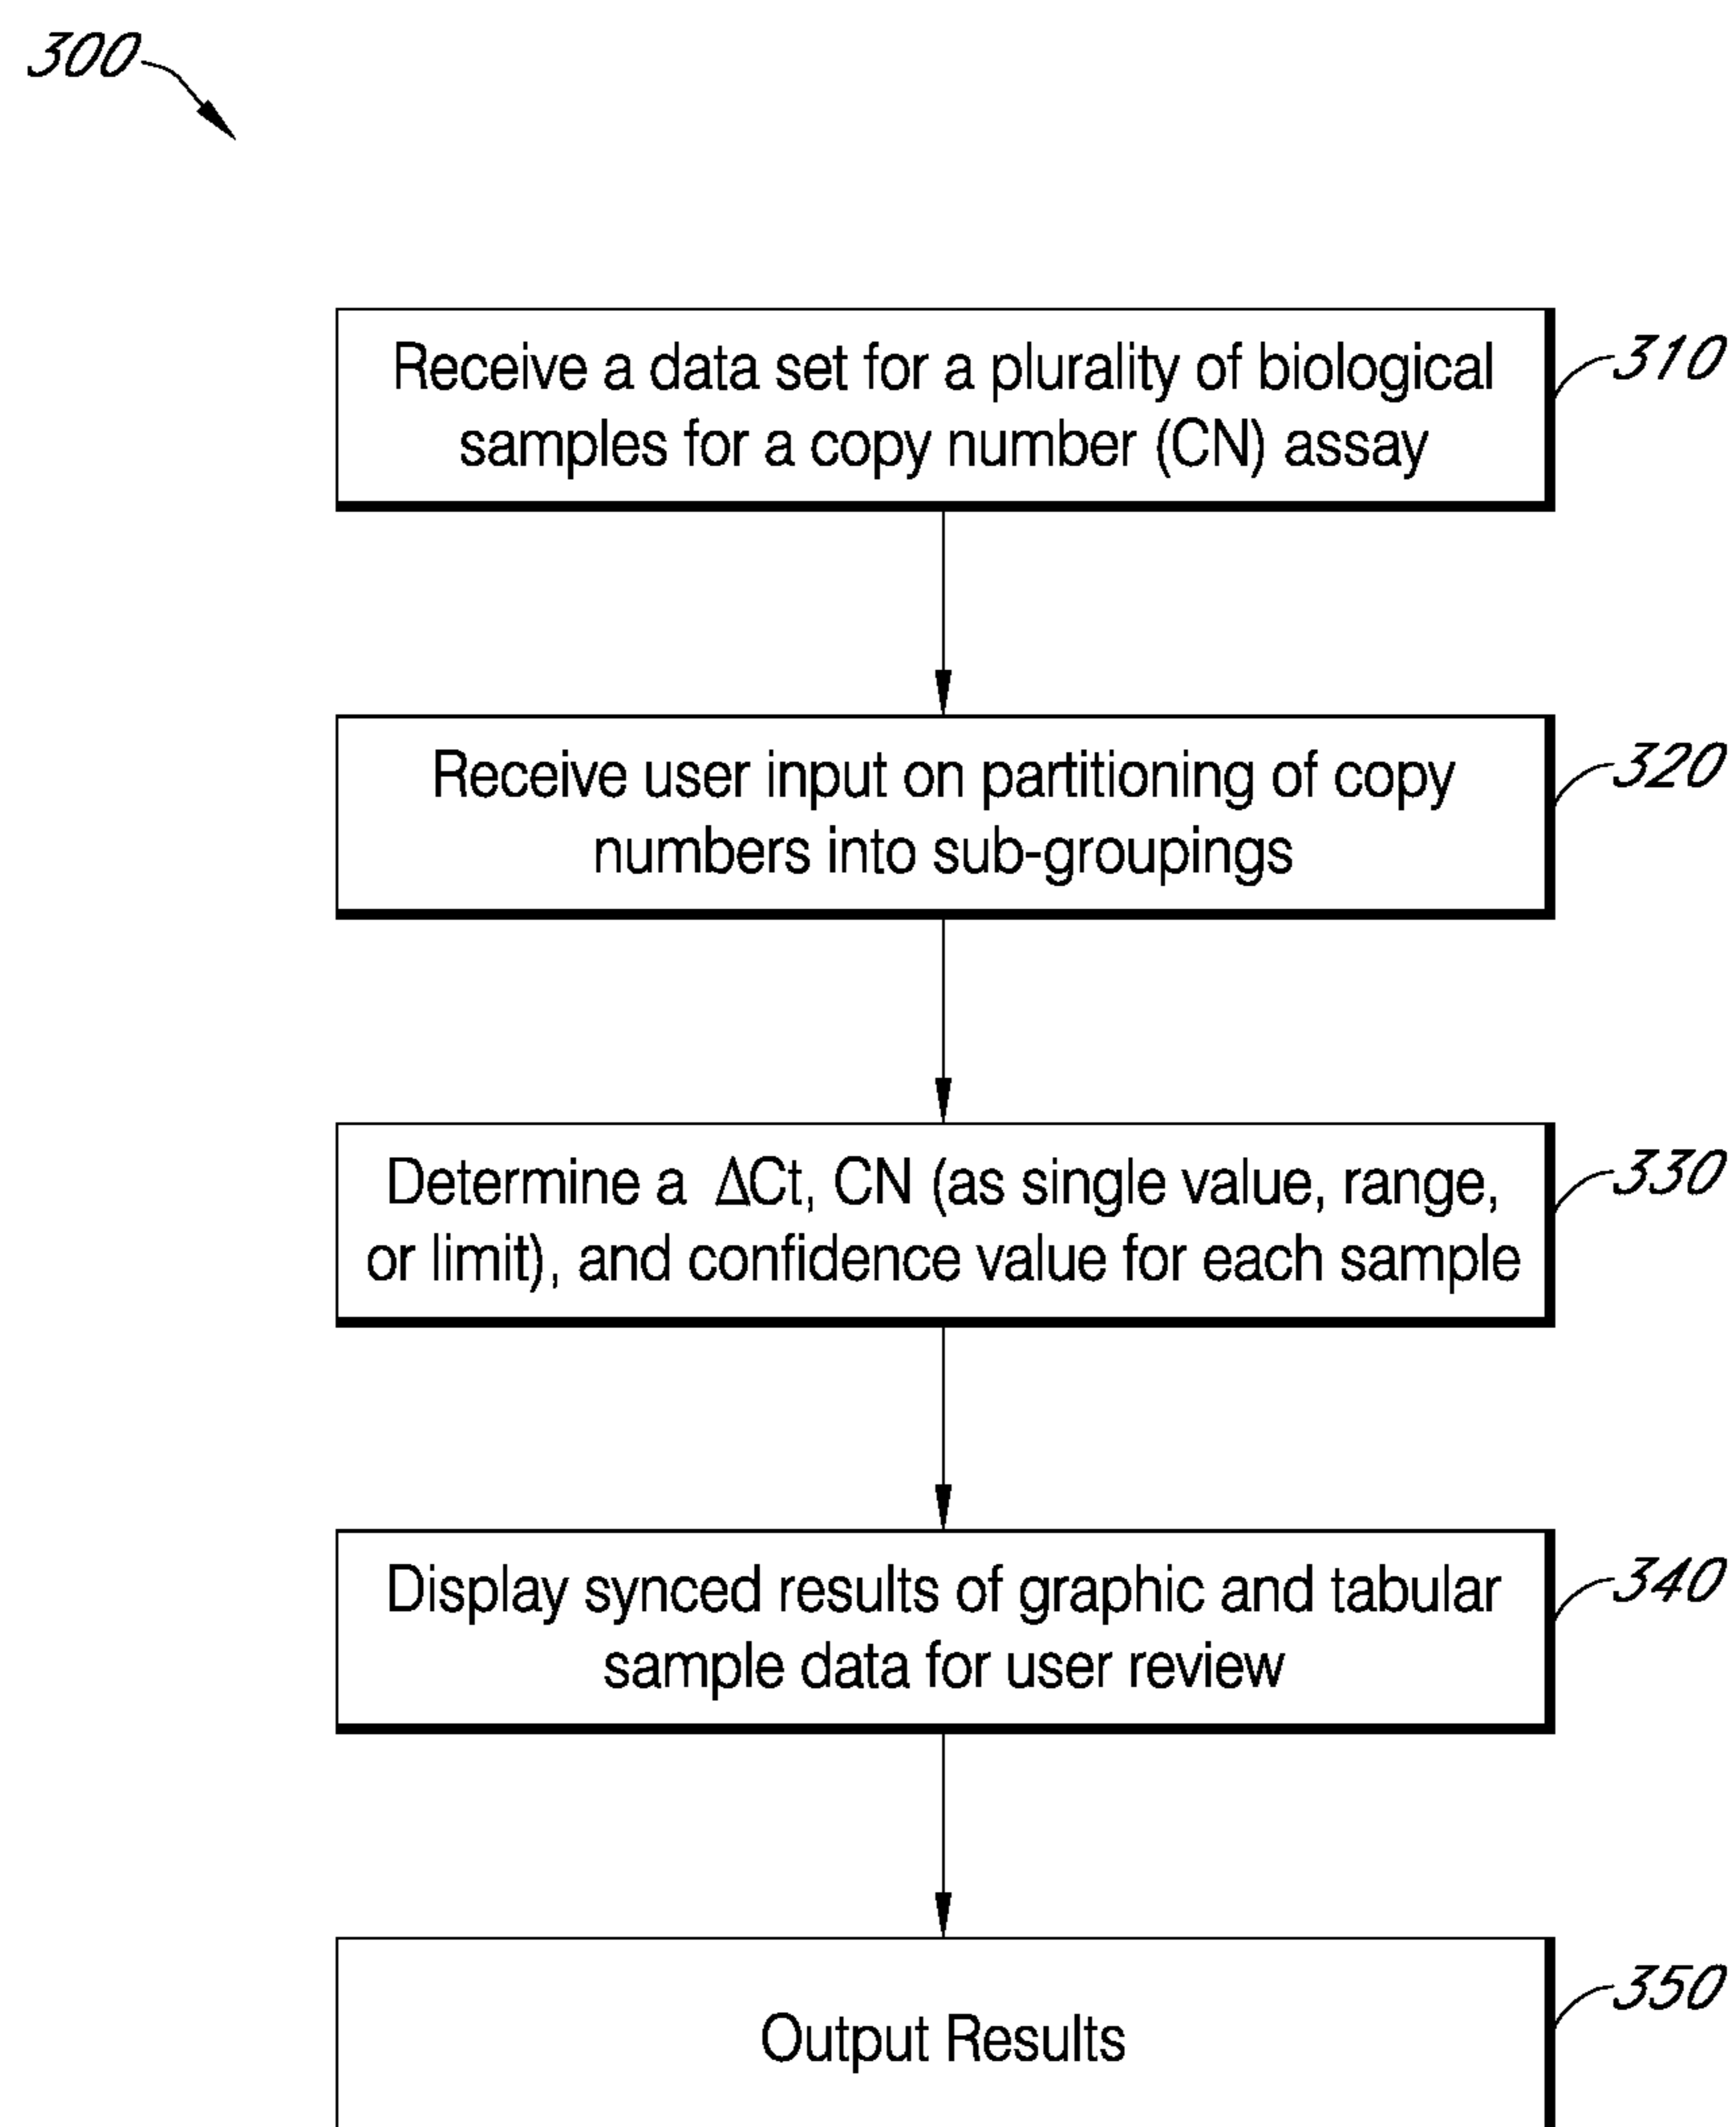 300
Receive a data set for a plurality of biological
samples for a copy number (CN) assay
310
Receive user input on partitioning of copy
numbers into sub-groupings
320
Determine a ΔCt, CN (as single value, range,
or limit), and confidence value for each sample
330
Display synced results of graphic and tabular
sample data for user review
340
Output Results
350